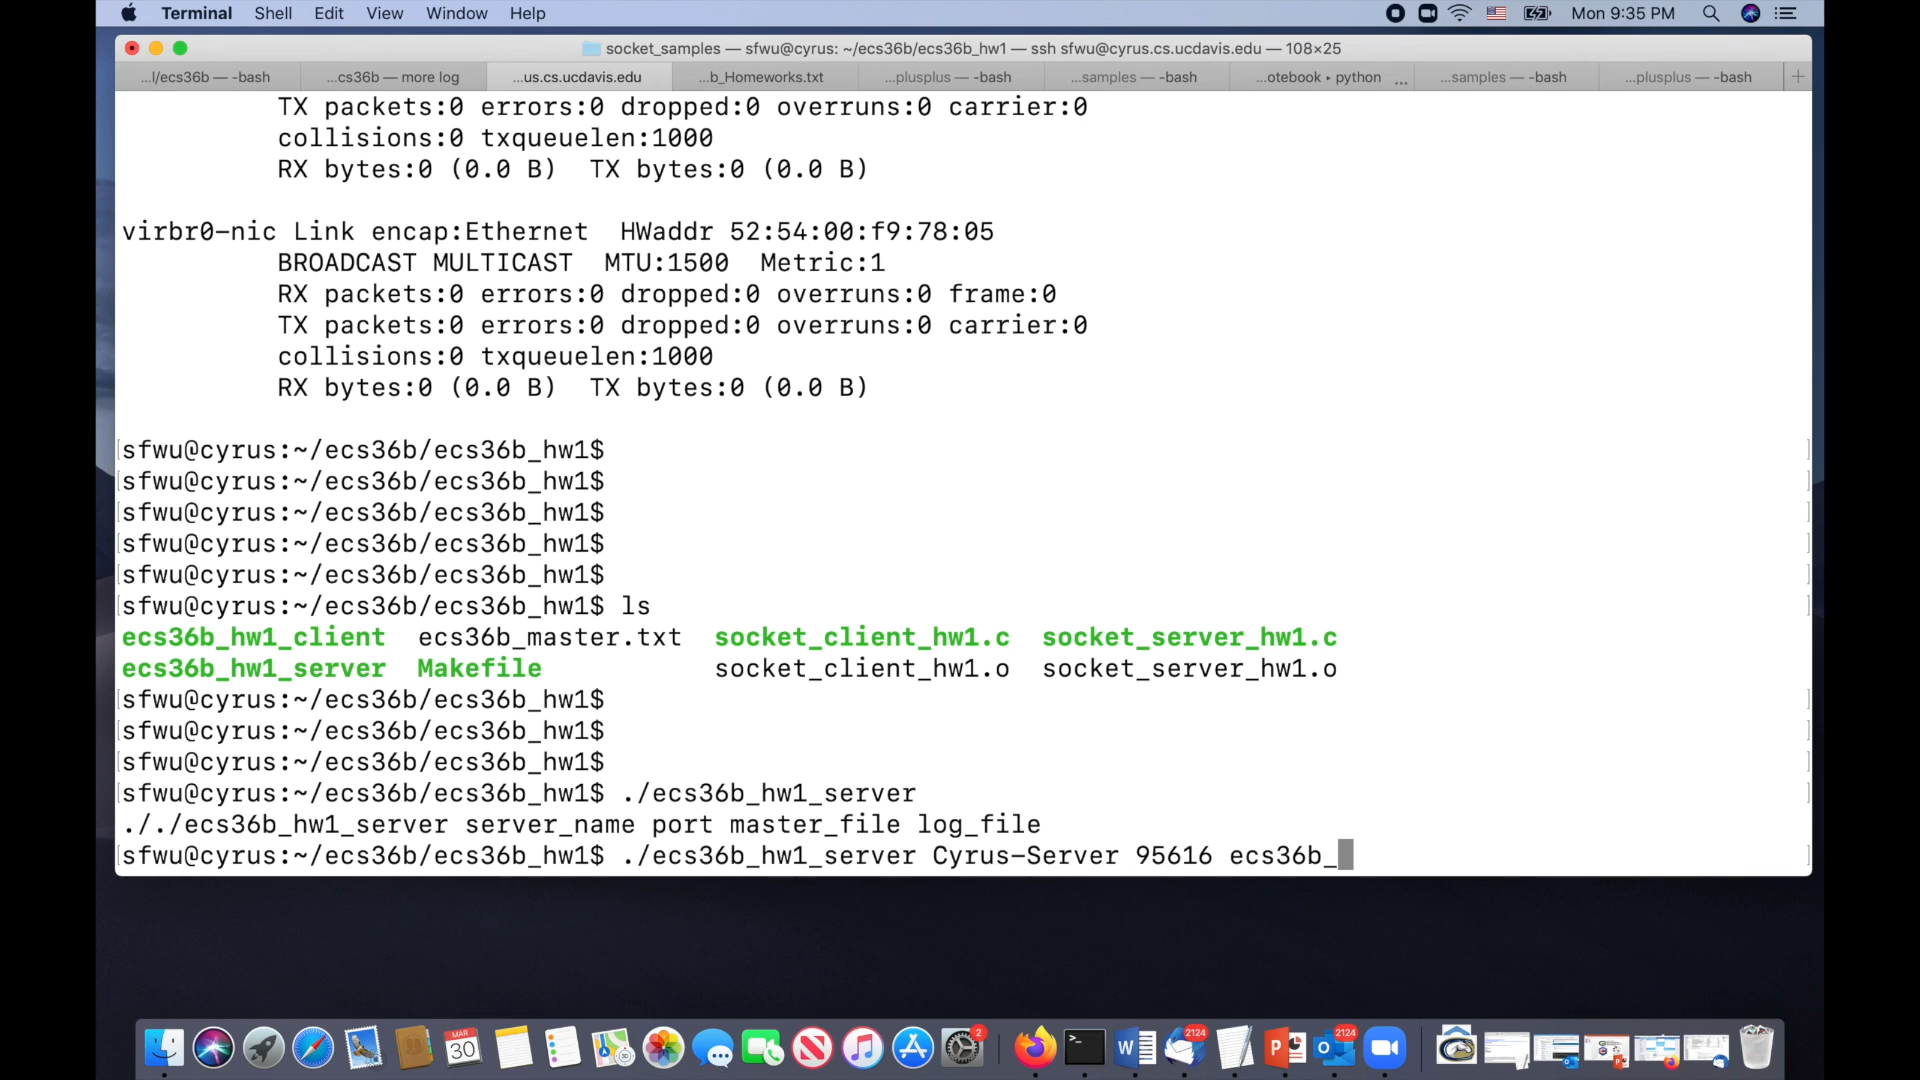 Terminal Shell Edit View Window Help Mon 9:35 PM
socket_samples — sfwu@cyrus: ~/ecs36b/ecs36b_hw1 — ssh sfwu@cyrus.cs.ucdavis.edu — 108×25
...l/ecs36b — -bash ...cs36b — more log ...us.cs.ucdavis.edu ...b_Homeworks.txt ...plusplus — -bash ...samples — -bash ...otebook ▸ python ... ...samples — -bash ...plusplus — -bash +
TX packets:0 errors:0 dropped:0 overruns:0 carrier:0
collisions:0 txqueuelen:1000
RX bytes:0 (0.0 B)  TX bytes:0 (0.0 B)
virbr0-nic Link encap:Ethernet  HWaddr 52:54:00:f9:78:05
BROADCAST MULTICAST  MTU:1500  Metric:1
RX packets:0 errors:0 dropped:0 overruns:0 frame:0
TX packets:0 errors:0 dropped:0 overruns:0 carrier:0
collisions:0 txqueuelen:1000
RX bytes:0 (0.0 B)  TX bytes:0 (0.0 B)
[sfwu@cyrus:~/ecs36b/ecs36b_hw1$ ]
[sfwu@cyrus:~/ecs36b/ecs36b_hw1$ ]
[sfwu@cyrus:~/ecs36b/ecs36b_hw1$ ]
[sfwu@cyrus:~/ecs36b/ecs36b_hw1$ ]
[sfwu@cyrus:~/ecs36b/ecs36b_hw1$ ]
[sfwu@cyrus:~/ecs36b/ecs36b_hw1$ ls ]
ecs36b_hw1_client  ecs36b_master.txt  socket_client_hw1.c  socket_server_hw1.c
ecs36b_hw1_server  Makefile  socket_client_hw1.o  socket_server_hw1.o
[sfwu@cyrus:~/ecs36b/ecs36b_hw1$ ]
[sfwu@cyrus:~/ecs36b/ecs36b_hw1$ ]
[sfwu@cyrus:~/ecs36b/ecs36b_hw1$ ]
[sfwu@cyrus:~/ecs36b/ecs36b_hw1$ ./ecs36b_hw1_server ]
././ecs36b_hw1_server server_name port master_file log_file
[sfwu@cyrus:~/ecs36b/ecs36b_hw1$ ./ecs36b_hw1_server Cyrus-Server 95616 ecs36b_ ]
MAR
30
3D
2
>_
W
2124
P
O
2124